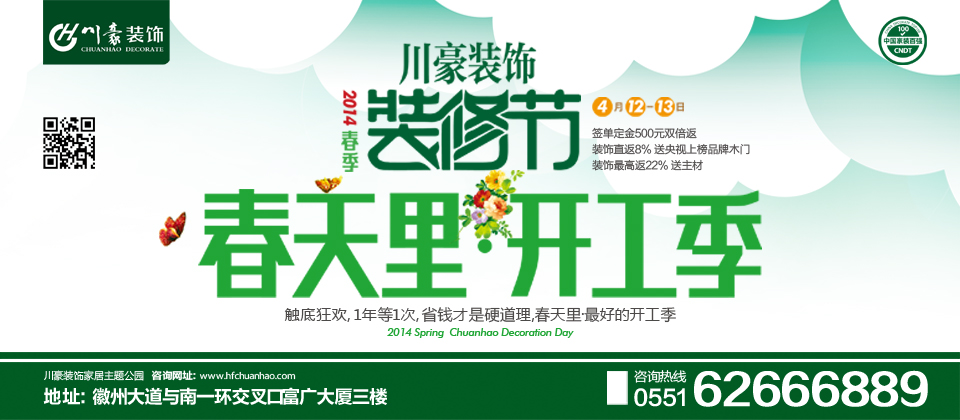 川豪装饰
CHUANHAO DECORATE
100
中国家装百强
CNDT
川豪装饰
2014 春季
装修节
4月12-13日
签单定金500元双倍返
装饰直返8% 送央视上榜品牌木门
装饰最高返22% 送主材
春天里·开工季
触底狂欢, 1年等1次, 省钱才是硬道理,春天里·最好的开工季
2014 Spring Chuanhao Decoration Day
川豪装饰家居主题公园 咨询网址: www.hfchuanhao.com
地址: 徽州大道与南一环交叉口富广大厦三楼
咨询热线
0551 62666889